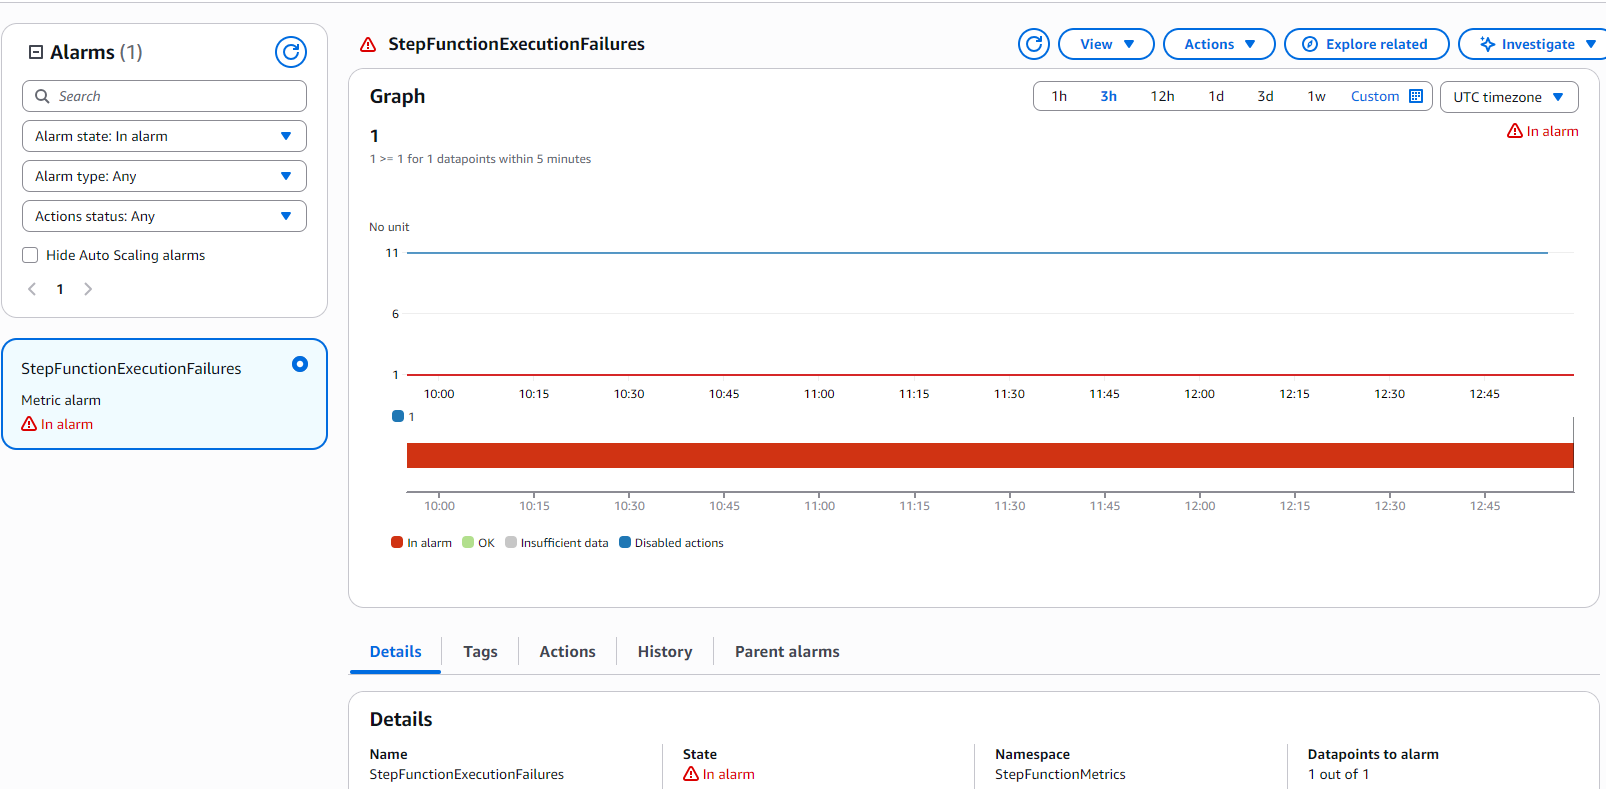 Alarms (1)
Search
Alarm state: In alarm
Alarm type: Any
Actions status: Any
Hide Auto Scaling alarms
1
StepFunctionExecutionFailures
Metric alarm
In alarm
StepFunctionExecutionFailures
View
Actions
Explore related
Investigate
Graph
1h 3h 12h 1d 3d 1w Custom
UTC timezone
1
In alarm
1 >= 1 for 1 datapoints within 5 minutes
No unit
11
6
1
10:00 10:15 10:30 10:45 11:00 11:15 11:30 11:45 12:00 12:15 12:30 12:45
1
10:00 10:15 10:30 10:45 11:00 11:15 11:30 11:45 12:00 12:15 12:30 12:45
In alarm OK Insufficient data Disabled actions
Details Tags Actions History Parent alarms
Details
Name
StepFunctionExecutionFailures
State
In alarm
Namespace
StepFunctionMetrics
Datapoints to alarm
1 out of 1